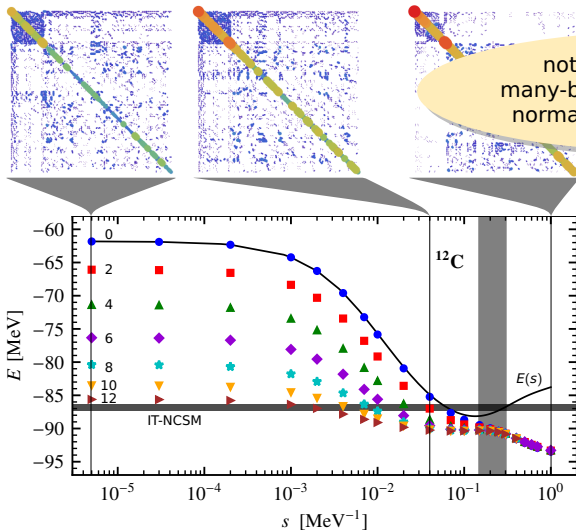 not
many-b
norma
−60
−65
−70
−75
−80
−85
−90
−95
E [MeV]
0
2
4
6
8
10
12
IT-NCSM
¹²C
E(s)
10⁻⁵ 10⁻⁴ 10⁻³ 10⁻² 10⁻¹ 10⁰
s [MeV⁻¹]